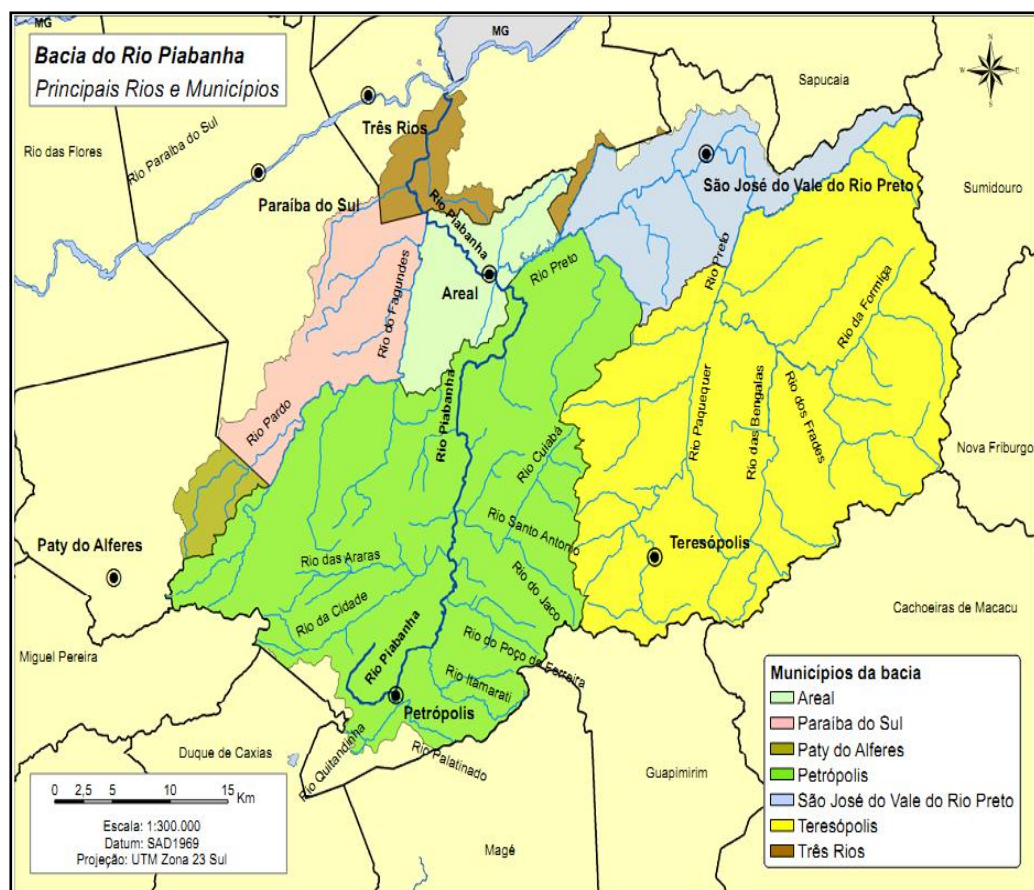 MG
Bacia do Rio Piabanha
Principais Rios e Municípios
MG
N
W
E
S
Sapucaia
Três Rios
Rio das Flores
Rio Paraíba do Sul
São José do Vale do Rio Preto
Sumidouro
Paraíba do Sul
Rio Piabanha
Rio Preto
Rio Preto
Areal
Rio do Fagundes
Rio da Formiga
Rio Piabanha
Rio Pardo
Rio Paquequer
Rio das Bengalas
Rio dos Frades
Rio Cuiabá
Nova Friburgo
Rio Santo Antonio
Paty do Alferes
Rio das Araras
Teresópolis
Rio do Jaco
Rio da Cidade
Cachoeiras de Macacu
Miguel Pereira
Rio Piabanha
Rio do Poço do Ferreira
Rio Itamarati
Petrópolis
Duque de Caxias
Rio Quitandinha
Rio Palatinado
Guapimirim
Magé
Municípios da bacia
Areal
Paraíba do Sul
Paty do Alferes
Petrópolis
São José do Vale do Rio Preto
Teresópolis
Três Rios
0 2,5 5 10 15 Km
Escala: 1:300.000
Datum: SAD1969
Projeção: UTM Zona 23 Sul